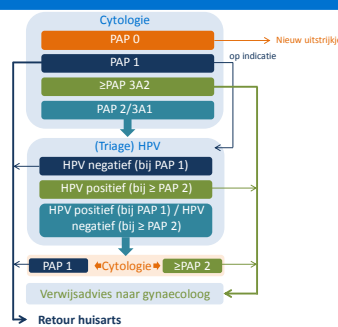 Cytologie
PAP 0
Nieuw uitstrijkje
PAP 1
op indicatie
≥PAP 3A2
PAP 2/3A1
(Triage) HPV
HPV negatief (bij PAP 1)
HPV positief (bij ≥ PAP 2)
HPV positief (bij PAP 1) / HPV
negatief (bij ≥ PAP 2)
PAP 1
Cytologie
≥PAP 2
Verwijsadvies naar gynaecoloog
Retour huisarts